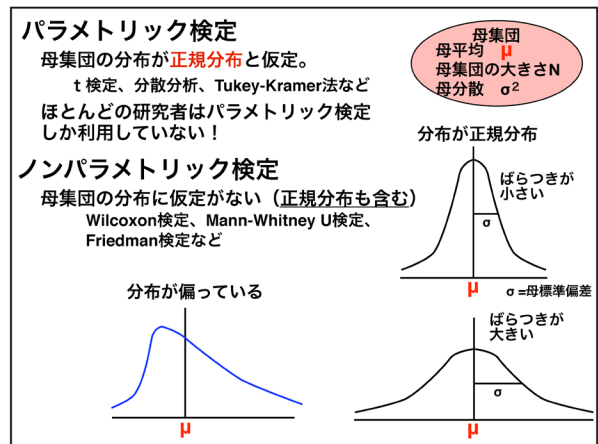 パラメトリック検定
母集団の分布が正規分布と仮定。
t 検定、分散分析、Tukey-Kramer法など
ほとんどの研究者はパラメトリック検定
しか利用していない！
母集団
母平均 μ
母集団の大きさN
母分散 σ²
ノンパラメトリック検定
母集団の分布に仮定がない（正規分布も含む）
Wilcoxon検定、Mann-Whitney U検定、
Friedman検定など
分布が正規分布
ばらつきが
小さい
σ
μ
σ =母標準偏差
分布が偏っている
μ
ばらつきが
大きい
σ
μ